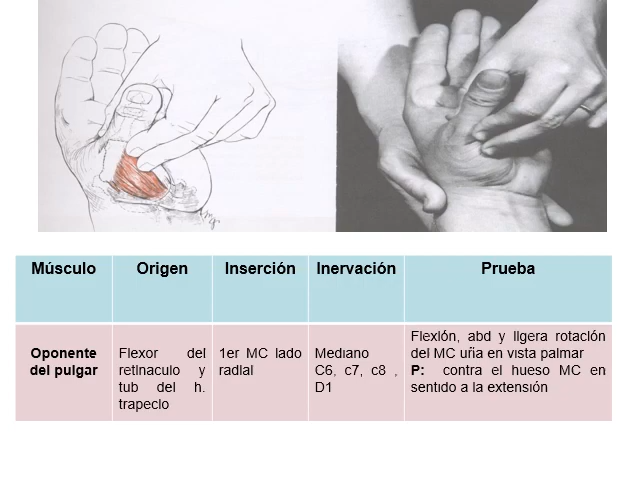 Músculo Origen Inserción Inervación Prueba
Oponente
del pulgar
Flexor del
retinaculo y
tub del h.
trapecio
1er MC lado
radial
Mediano
C6, c7, c8 ,
D1
Flexión, abd y ligera rotación
del MC uña en vista palmar
P: contra el hueso MC en
sentido a la extensión